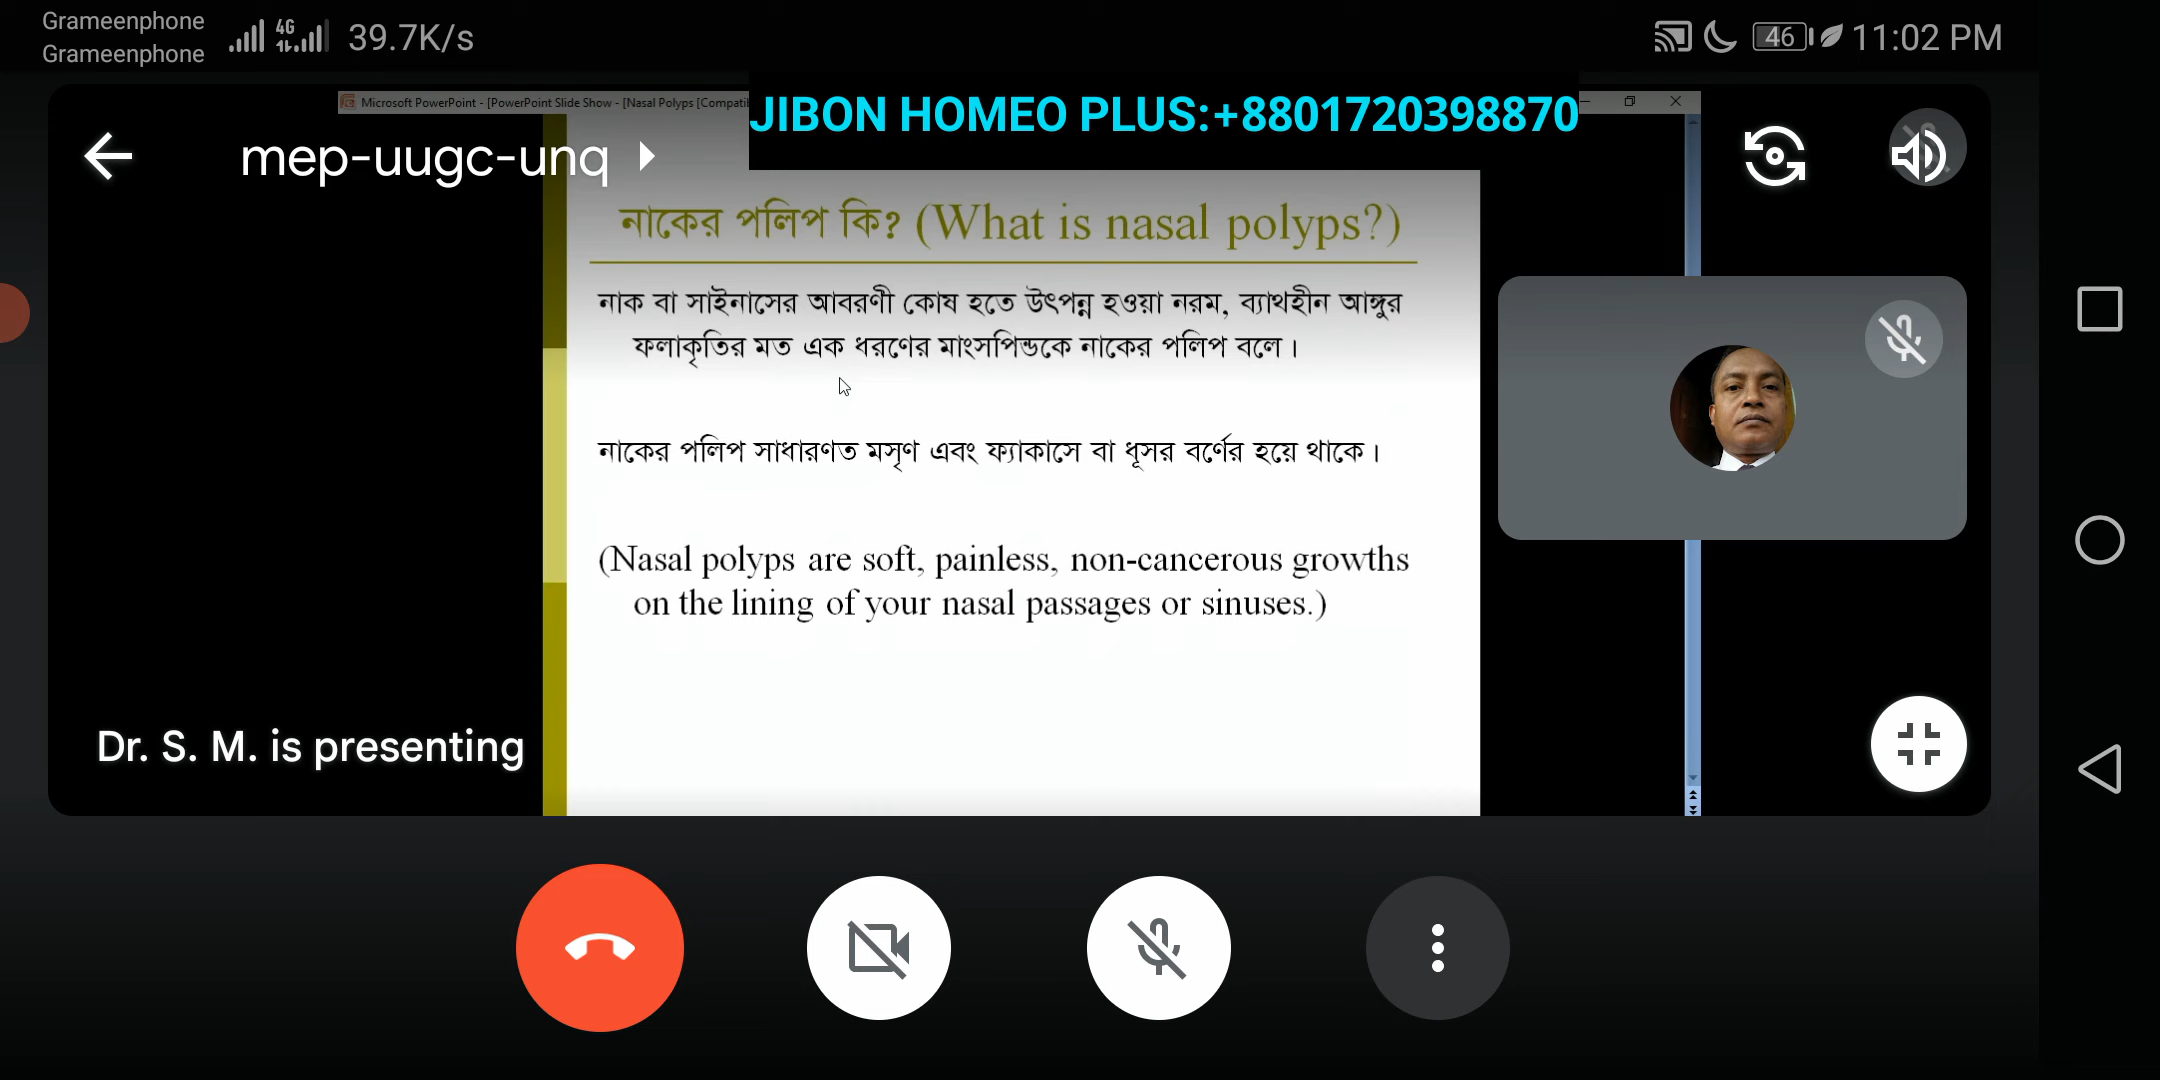 Grameenphone
Grameenphone
4G
39.7K/s
46
11:02 PM
Microsoft PowerPoint - [PowerPoint Slide Show - [Nasal Polyps [Compati
JIBON HOMEO PLUS:+8801720398870
mep-uugc-unq
নাকের পলিপ কি? (What is nasal polyps?)
নাক বা সাইনাসের আবরণী কোষ হতে উৎপন্ন হওয়া নরম, ব্যাথহীন আঙ্গুর
ফলাকৃতির মত এক ধরণের মাংসপিন্ডকে নাকের পলিপ বলে।
নাকের পলিপ সাধারণত মসৃণ এবং ফ্যাকাসে বা ধূসর বর্ণের হয়ে থাকে।
(Nasal polyps are soft, painless, non-cancerous growths
on the lining of your nasal passages or sinuses.)
Dr. S. M. is presenting